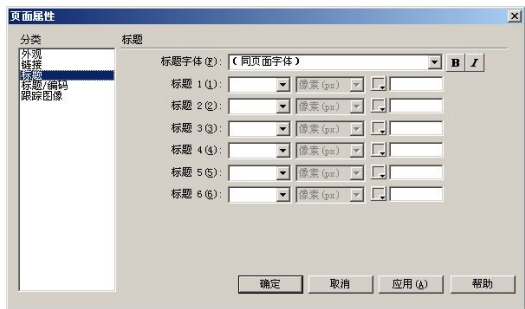 页面属性
分类
标题
外观
链接
标题
标题/编码
跟踪图像
标题字体(F): (同页面字体) B I
标题 1(1): 像素(px)
标题 2(2): 像素(px)
标题 3(3): 像素(px)
标题 4(4): 像素(px)
标题 5(5): 像素(px)
标题 6(6): 像素(px)
确定 取消 应用(A) 帮助